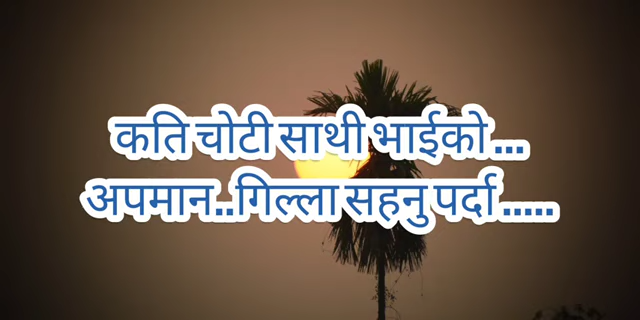 कति चोटी साथी भाईको...
अपमान..गिल्ला सहनु पर्दा.....